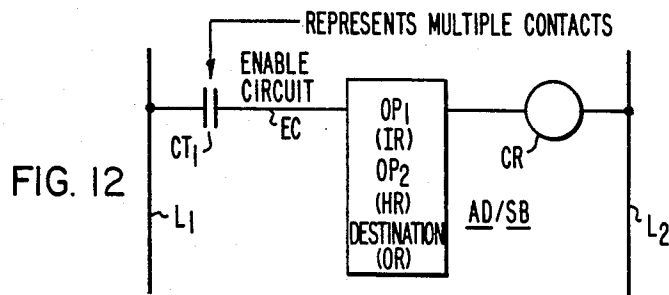 REPRESENTS MULTIPLE CONTACTS
ENABLE
CIRCUIT
EC
CT1
OP1
(IR)
OP2
(HR)
DESTINATION
(OR)
AD/SB
CR
FIG. 12
L1
L2